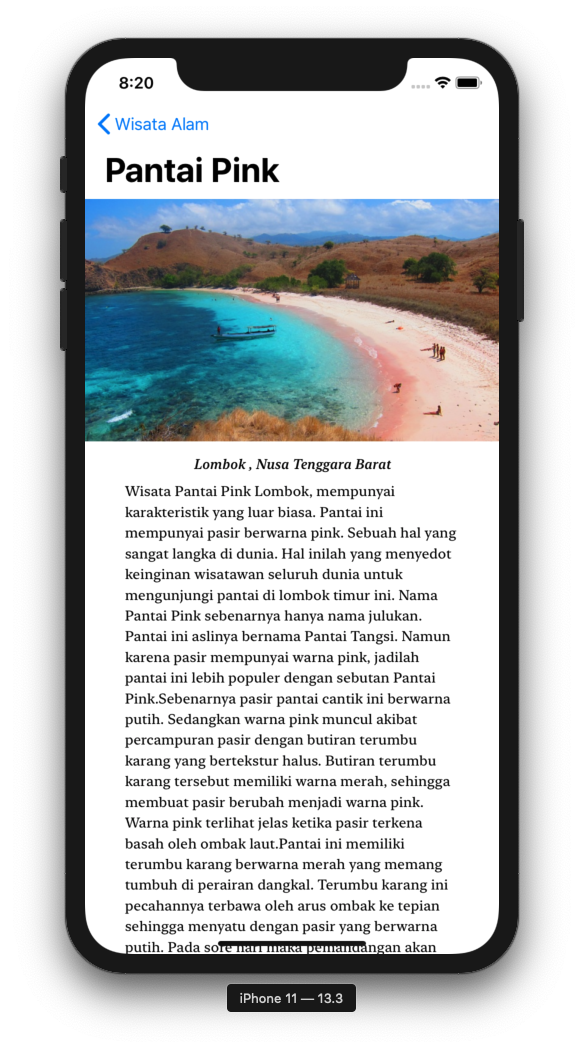 8:20
Wisata Alam
Pantai Pink
Lombok , Nusa Tenggara Barat
Wisata Pantai Pink Lombok, mempunyai
karakteristik yang luar biasa. Pantai ini
mempunyai pasir berwarna pink. Sebuah hal yang
sangat langka di dunia. Hal inilah yang menyedot
keinginan wisatawan seluruh dunia untuk
mengunjungi pantai di lombok timur ini. Nama
Pantai Pink sebenarnya hanya nama julukan.
Pantai ini aslinya bernama Pantai Tangsi. Namun
karena pasir mempunyai warna pink, jadilah
pantai ini lebih populer dengan sebutan Pantai
Pink.Sebenarnya pasir pantai cantik ini berwarna
putih. Sedangkan warna pink muncul akibat
percampuran pasir dengan butiran terumbu
karang yang bertekstur halus. Butiran terumbu
karang tersebut memiliki warna merah, sehingga
membuat pasir berubah menjadi warna pink.
Warna pink terlihat jelas ketika pasir terkena
basah oleh ombak laut.Pantai ini memiliki
terumbu karang berwarna merah yang memang
tumbuh di perairan dangkal. Terumbu karang ini
pecahannya terbawa oleh arus ombak ke tepian
sehingga menyatu dengan pasir yang berwarna
putih. Pada sore hari maka pemandangan akan
iPhone 11 — 13.3